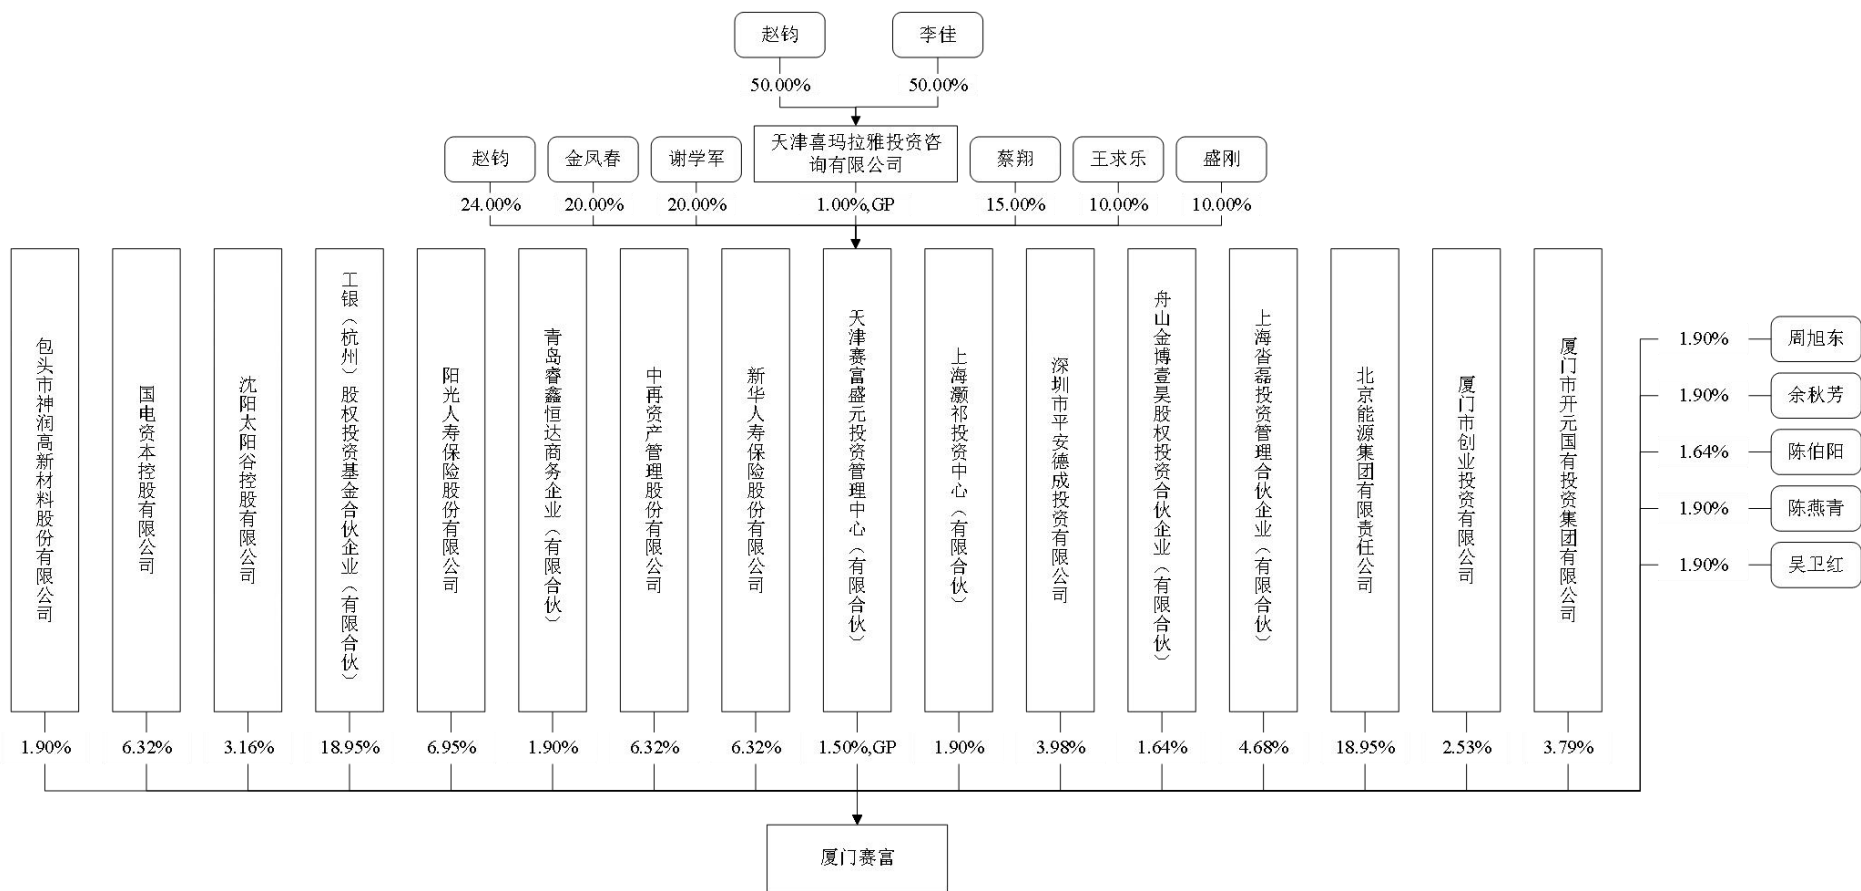 赵钧
李佳
50.00%
50.00%
天津喜玛拉雅投资咨
询有限公司
赵钧
金凤春
谢学军
蔡翔
王求乐
盛刚
24.00%
20.00%
20.00%
1.00%,GP
15.00%
10.00%
10.00%
包头市神润高新材料股份有限公司
国电资本控股有限公司
沈阳太阳谷控股有限公司
工银（杭州）股权投资基金合伙企业（有限合伙）
阳光人寿保险股份有限公司
青岛睿鑫恒达商务企业（有限合伙）
中再资产管理股份有限公司
新华人寿保险股份有限公司
天津赛富盛元投资管理中心（有限合伙）
上海灏祁投资中心（有限合伙）
深圳市平安德成投资有限公司
舟山金博壹昊股权投资合伙企业（有限合伙）
上海沓磊投资管理合伙企业（有限合伙）
北京能源集团有限责任公司
厦门市创业投资有限公司
厦门市开元国有投资集团有限公司
1.90%
周旭东
1.90%
余秋芳
1.64%
陈伯阳
1.90%
陈燕青
1.90%
吴卫红
1.90%
6.32%
3.16%
18.95%
6.95%
1.90%
6.32%
6.32%
1.50%,GP
1.90%
3.98%
1.64%
4.68%
18.95%
2.53%
3.79%
厦门赛富